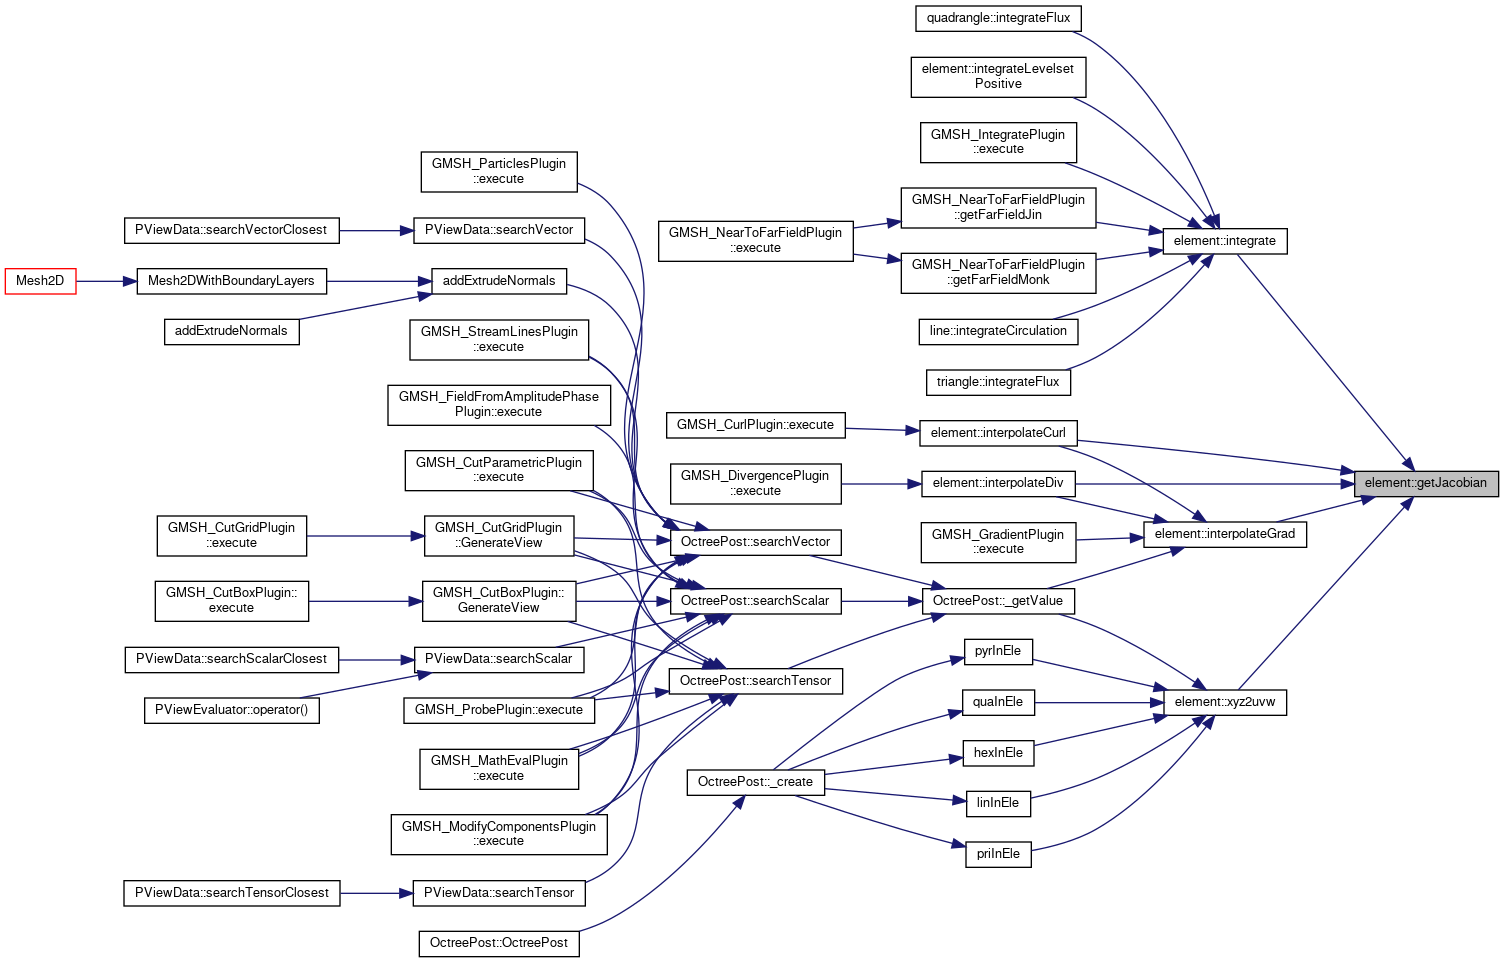 quadrangle::integrateFlux
element::integrateLevelset
Positive
GMSH_IntegratePlugin
::execute
GMSH_ParticlesPlugin
::execute
GMSH_NearToFarFieldPlugin
::getFarFieldJin
PViewData::searchVectorClosest
PViewData::searchVector
GMSH_NearToFarFieldPlugin
::execute
element::integrate
GMSH_NearToFarFieldPlugin
::getFarFieldMonk
Mesh2D
Mesh2DWithBoundaryLayers
addExtrudeNormals
addExtrudeNormals
GMSH_StreamLinesPlugin
::execute
line::integrateCirculation
triangle::integrateFlux
GMSH_FieldFromAmplitudePhase
Plugin::execute
GMSH_CurlPlugin::execute
element::interpolateCurl
GMSH_CutParametricPlugin
::execute
GMSH_DivergencePlugin
::execute
element::interpolateDiv
element::getJacobian
GMSH_CutGridPlugin
::execute
GMSH_CutGridPlugin
::GenerateView
OctreePost::searchVector
GMSH_GradientPlugin
::execute
element::interpolateGrad
GMSH_CutBoxPlugin::
execute
GMSH_CutBoxPlugin::
GenerateView
OctreePost::searchScalar
OctreePost::_getValue
PViewData::searchScalarClosest
PViewData::searchScalar
pyrInEle
OctreePost::searchTensor
PViewEvaluator::operator()
GMSH_ProbePlugin::execute
quaInEle
element::xyz2uvw
GMSH_MathEvalPlugin
::execute
hexInEle
OctreePost::_create
linInEle
GMSH_ModifyComponentsPlugin
::execute
priInEle
PViewData::searchTensorClosest
PViewData::searchTensor
OctreePost::OctreePost